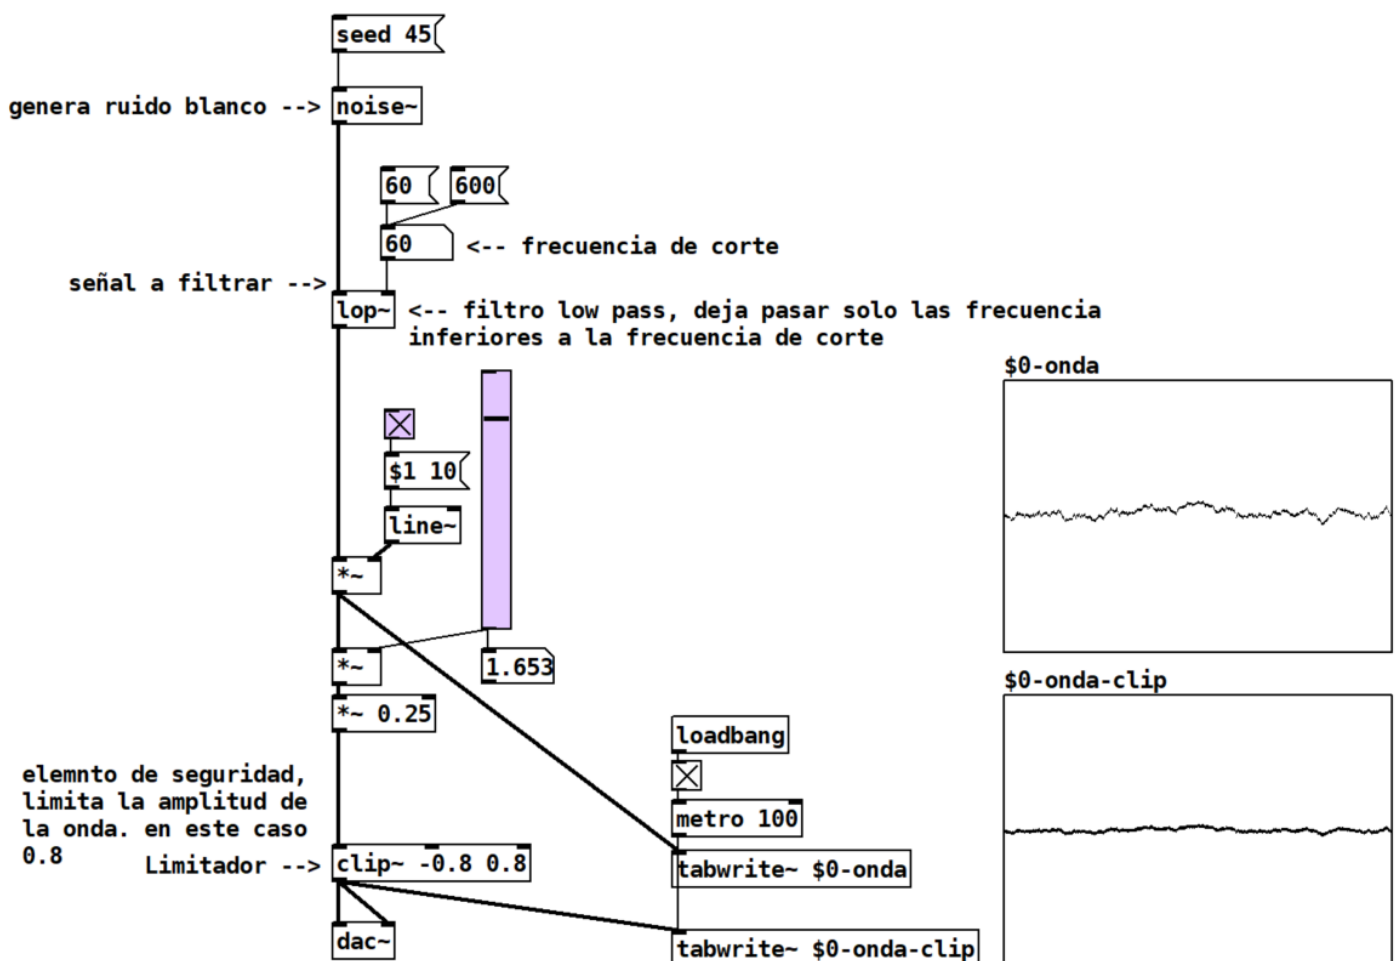 seed 45
genera ruido blanco -->
noise~
60
600
60
<-- frecuencia de corte
señal a filtrar -->
lop~
<-- filtro low pass, deja pasar solo las frecuencia
inferiores a la frecuencia de corte
$0-onda
$1 10
line~
*~
*~
1.653
$0-onda-clip
*~ 0.25
loadbang
elemnto de seguridad,
limita la amplitud de
la onda. en este caso
0.8
metro 100
Limitador -->
clip~ -0.8 0.8
tabwrite~ $0-onda
dac~
tabwrite~ $0-onda-clip